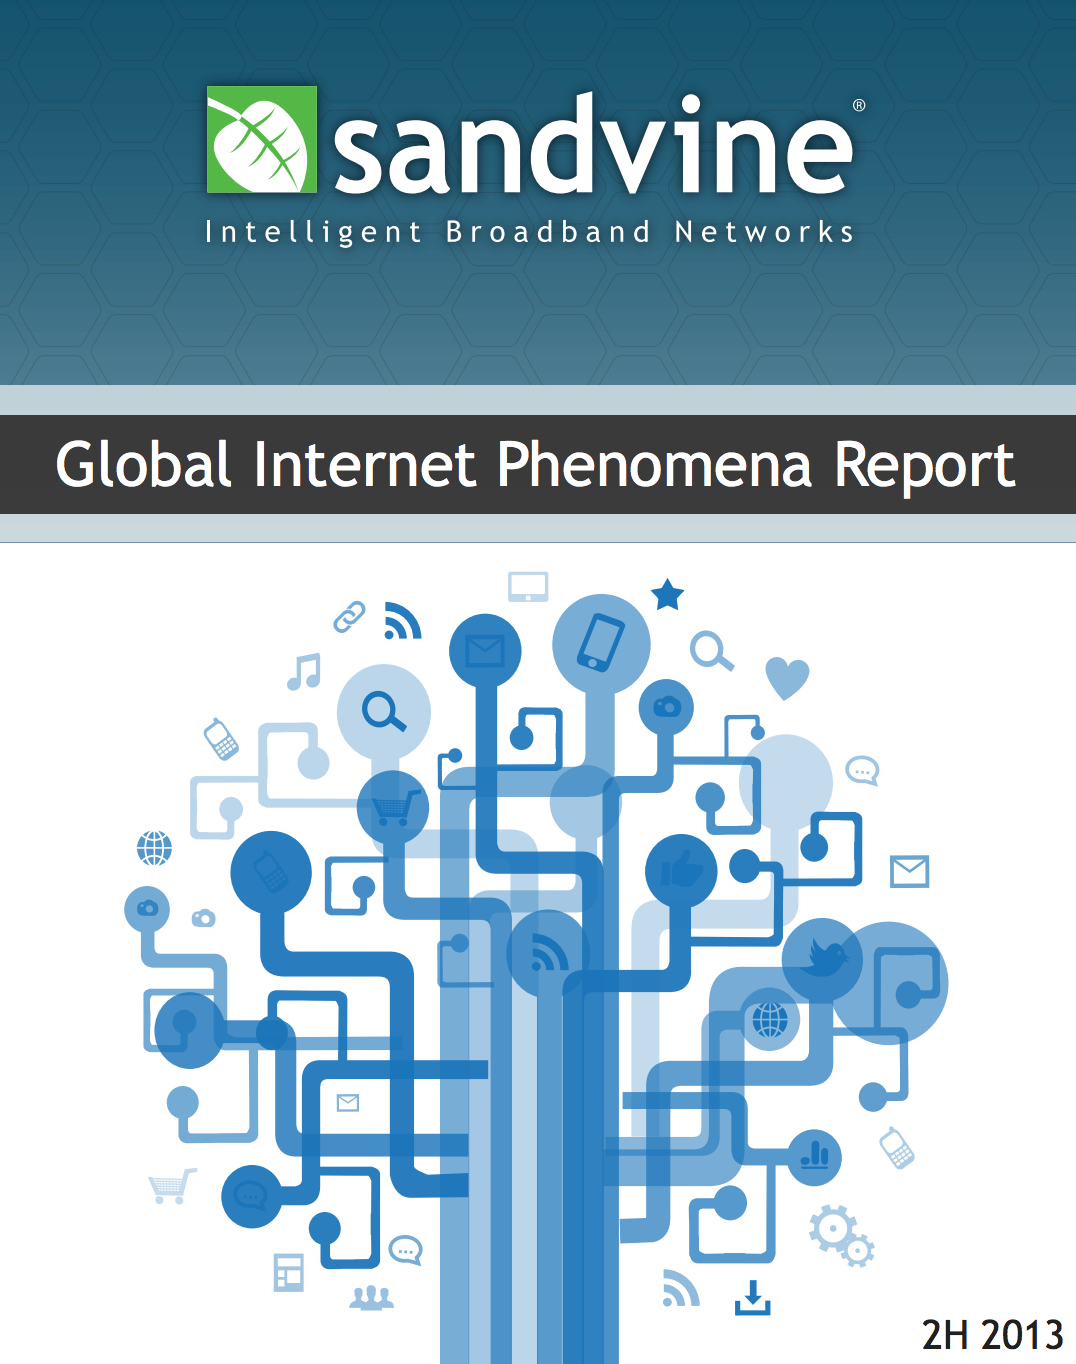 sandvine®
Intelligent Broadband Networks
Global Internet Phenomena Report
2H 2013